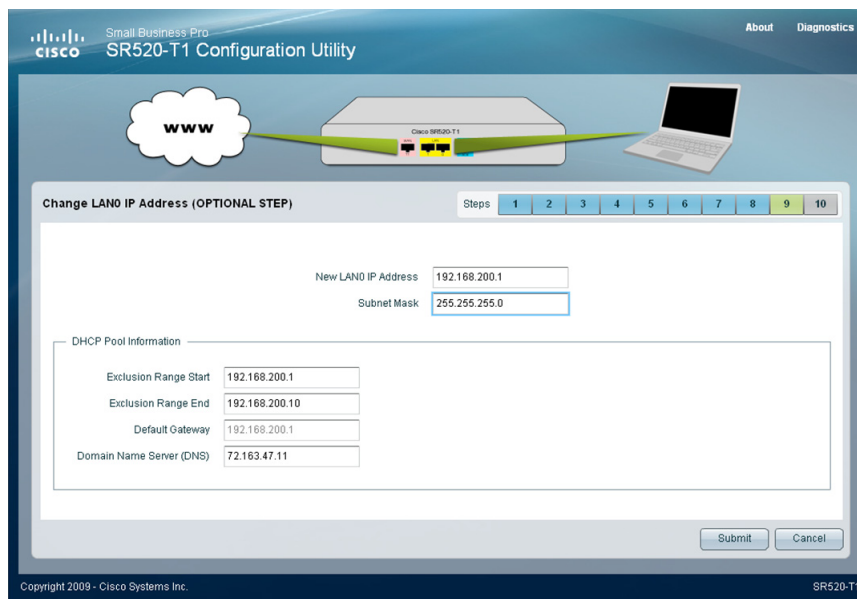 About Diagnostics
CISCO
Small Business Pro
SR520-T1 Configuration Utility
www
Cisco SR520-T1
Change LAN0 IP Address (OPTIONAL STEP)
Steps 1 2 3 4 5 6 7 8 9 10
New LAN0 IP Address 192.168.200.1
Subnet Mask 255.255.255.0
DHCP Pool Information
Exclusion Range Start 192.168.200.1
Exclusion Range End 192.168.200.10
Default Gateway 192.168.200.1
Domain Name Server (DNS) 72.163.47.11
Submit Cancel
Copyright 2009 - Cisco Systems Inc. SR520-T1